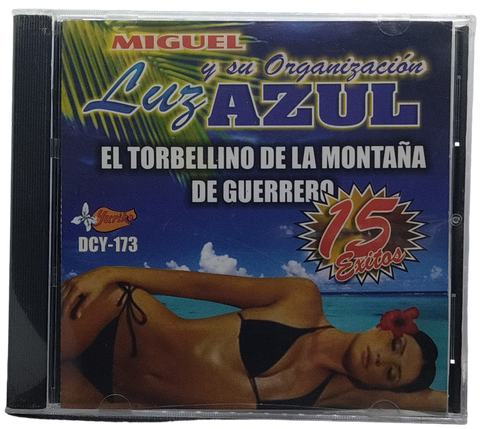 MIGUEL
y su Organización
Luz AZUL
EL TORBELLINO DE LA MONTAÑA
DE GUERRERO
15
Éxitos
DCY-173